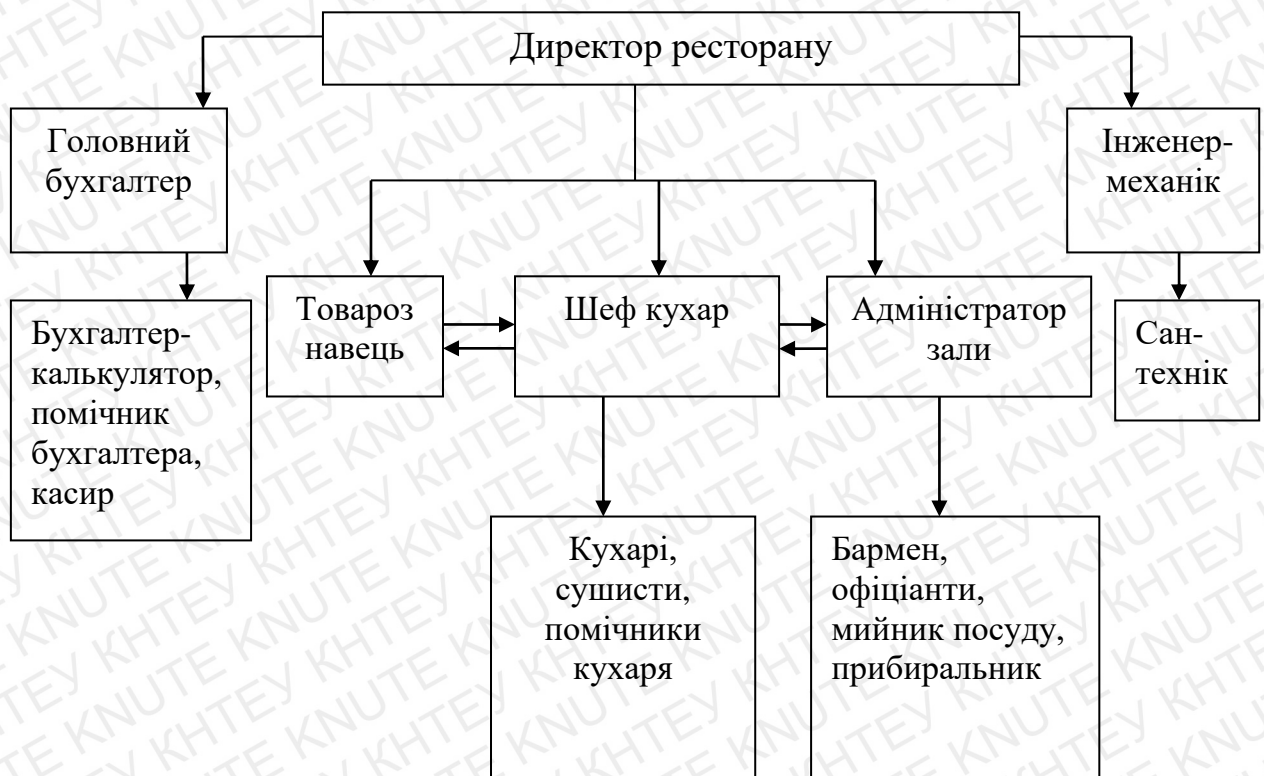 Директор ресторану
Головний
бухгалтер
Інженер-
механік
Товароз
навець
Шеф кухар
Адміністратор
зали
Сан-
технік
Бухгалтер-
калькулятор,
помічник
бухгалтера,
касир
Кухарі,
сушисти,
помічники
кухаря
Бармен,
офіціанти,
мийник посуду,
прибиральник